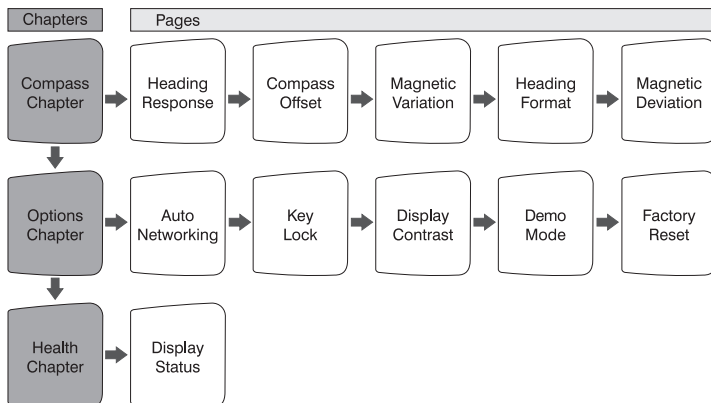 Chapters
Pages
Compass
Chapter
Heading
Response
Compass
Offset
Magnetic
Variation
Heading
Format
Magnetic
Deviation
Options
Chapter
Auto
Networking
Key
Lock
Display
Contrast
Demo
Mode
Factory
Reset
Health
Chapter
Display
Status